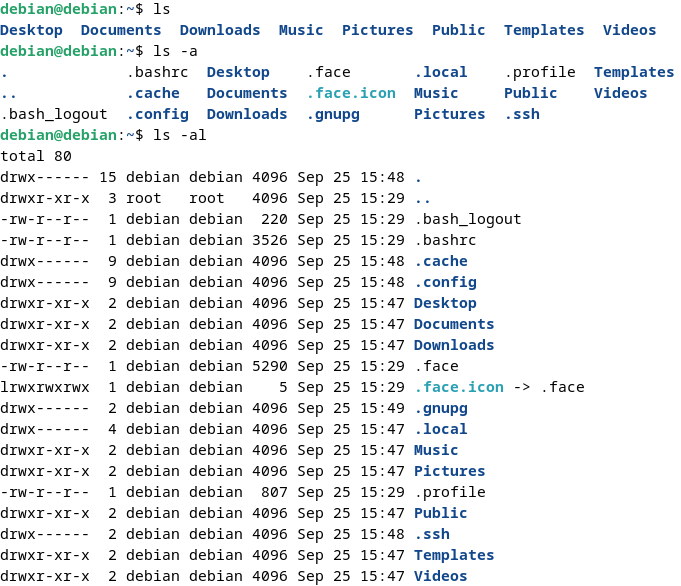 debian@debian:~$ ls
Desktop  Documents  Downloads  Music  Pictures  Public  Templates  Videos
debian@debian:~$ ls -a
.             .bashrc  Desktop    .face       .local    .profile  Templates
..            .cache   Documents  .face.icon  Music     Public    Videos
.bash_logout  .config  Downloads  .gnupg      Pictures  .ssh
debian@debian:~$ ls -al
total 80
drwx------ 15 debian debian 4096 Sep 25 15:48 .
drwxr-xr-x  3 root   root   4096 Sep 25 15:29 ..
-rw-r--r--  1 debian debian  220 Sep 25 15:29 .bash_logout
-rw-r--r--  1 debian debian 3526 Sep 25 15:29 .bashrc
drwx------  9 debian debian 4096 Sep 25 15:48 .cache
drwx------  9 debian debian 4096 Sep 25 15:48 .config
drwxr-xr-x  2 debian debian 4096 Sep 25 15:47 Desktop
drwxr-xr-x  2 debian debian 4096 Sep 25 15:47 Documents
drwxr-xr-x  2 debian debian 4096 Sep 25 15:47 Downloads
-rw-r--r--  1 debian debian 5290 Sep 25 15:29 .face
lrwxrwxrwx  1 debian debian    5 Sep 25 15:29 .face.icon -> .face
drwx------  2 debian debian 4096 Sep 25 15:49 .gnupg
drwx------  4 debian debian 4096 Sep 25 15:47 .local
drwxr-xr-x  2 debian debian 4096 Sep 25 15:47 Music
drwxr-xr-x  2 debian debian 4096 Sep 25 15:47 Pictures
-rw-r--r--  1 debian debian  807 Sep 25 15:29 .profile
drwxr-xr-x  2 debian debian 4096 Sep 25 15:47 Public
drwx------  2 debian debian 4096 Sep 25 15:48 .ssh
drwxr-xr-x  2 debian debian 4096 Sep 25 15:47 Templates
drwxr-xr-x  2 debian debian 4096 Sep 25 15:47 Videos